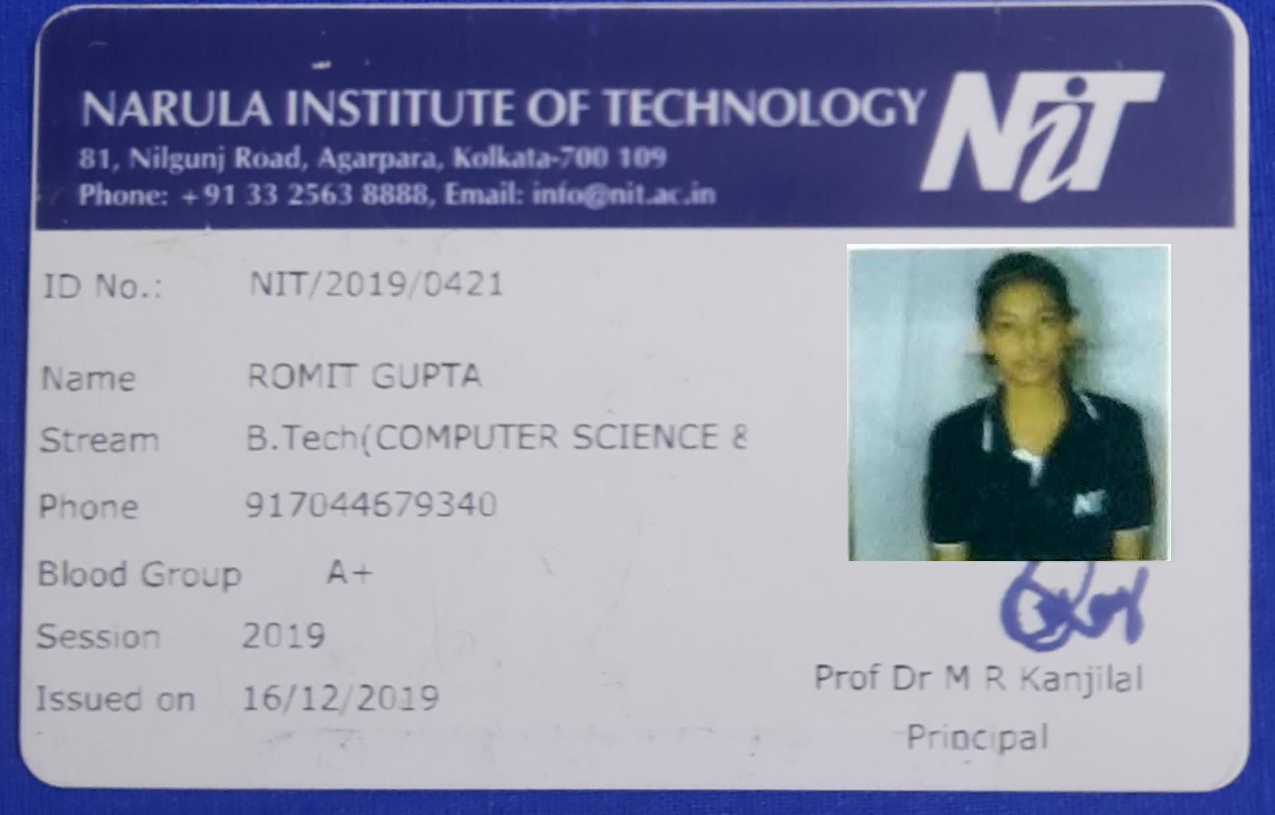 NARULA INSTITUTE OF TECHNOLOGY NiT
81, Nilgunj Road, Agarpara, Kolkata-700 109
Phone: +91 33 2563 8888, Email: info@nit.ac.in
ID No.: NIT/2019/0421
Name ROMIT GUPTA
Stream B.Tech(COMPUTER SCIENCE &
Phone 917044679340
Blood Group A+
Session 2019
Issued on 16/12/2019
Prof Dr M R Kanjilal
Principal